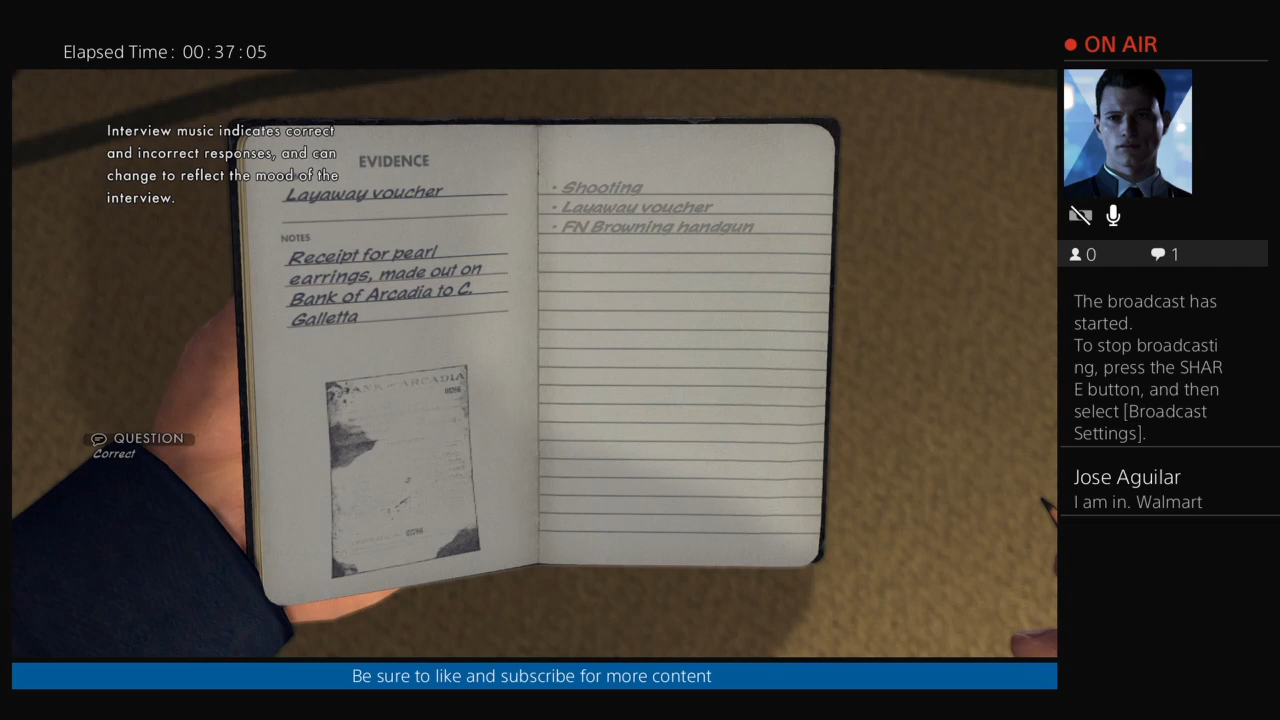 Elapsed Time: 00:37:05
ON AIR
Interview music indicates correct
and incorrect responses, and can
change to reflect the mood of the
interview.
EVIDENCE
Layaway voucher
NOTES
Receipt for pearl
earrings, made out on
Bank of Arcadia to C.
Galletta
BANK OF ARCADIA
• Shooting
• Layaway voucher
• FN Browning handgun
QUESTION
Correct
0 1
The broadcast has
started.
To stop broadcasti
ng, press the SHAR
E button, and then
select [Broadcast
Settings].
Jose Aguilar
I am in. Walmart
Be sure to like and subscribe for more content